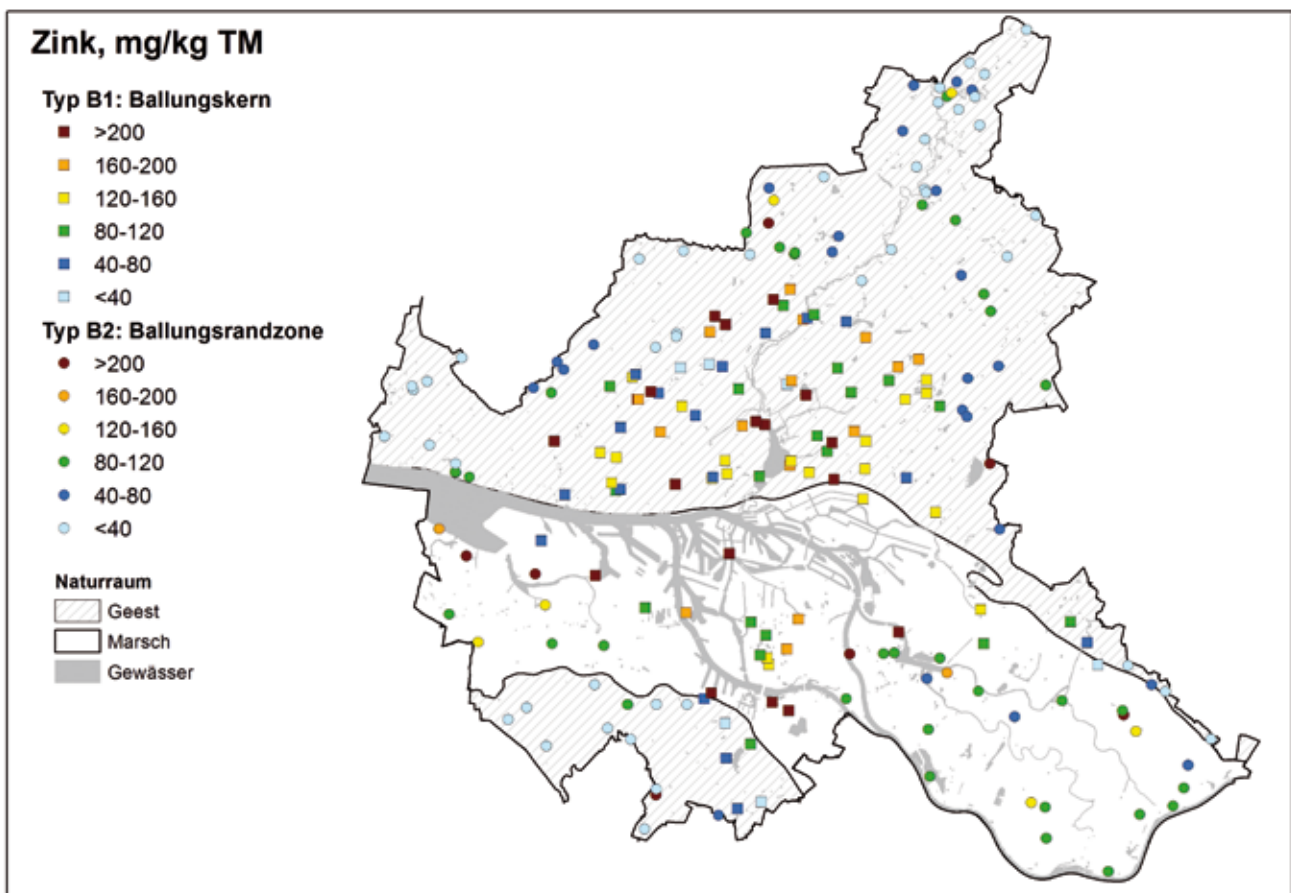 Zink, mg/kg TM
Typ B1: Ballungskern
>200
160-200
120-160
80-120
40-80
<40
Typ B2: Ballungsrandzone
>200
160-200
120-160
80-120
40-80
<40
Naturraum
Geest
Marsch
Gewässer